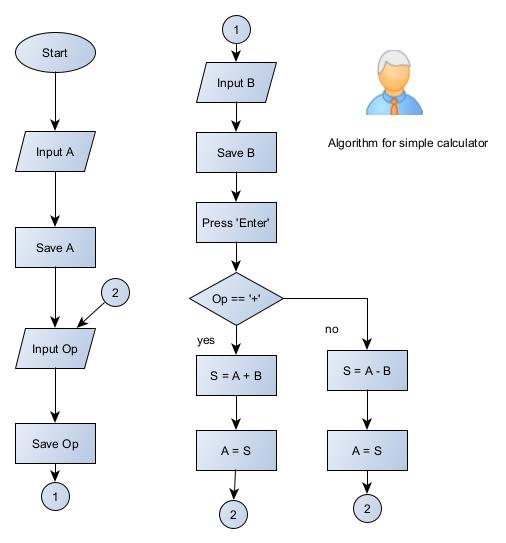 Start
Input A
Save A
2
Input Op
Save Op
1
1
Input B
Save B
Press 'Enter'
Op == '+'
yes
S = A + B
A = S
2
no
S = A - B
A = S
2
Algorithm for simple calculator